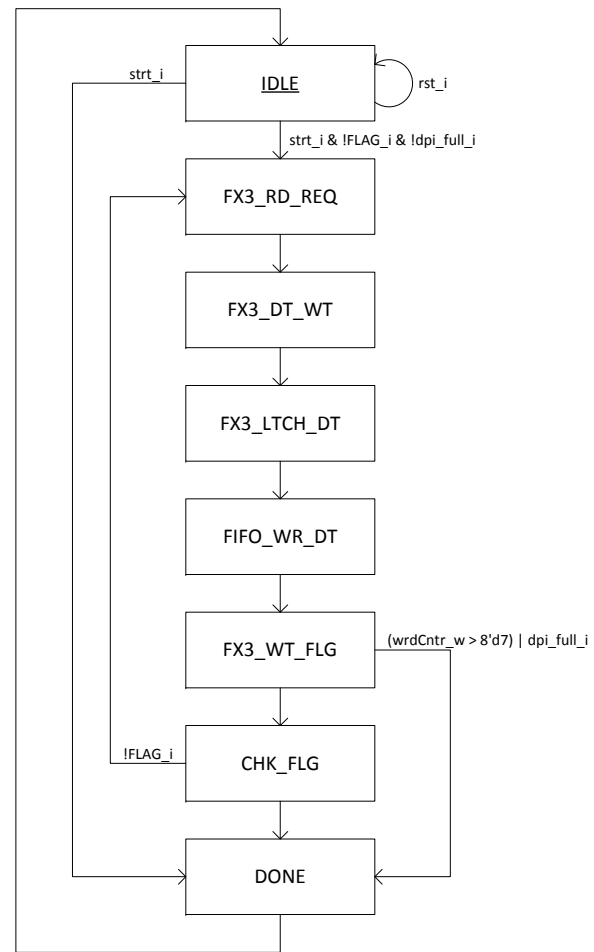 IDLE
strt_i
rst_i
strt_i & !FLAG_i & !dpi_full_i
FX3_RD_REQ
FX3_DT_WT
FX3_LTCH_DT
FIFO_WR_DT
FX3_WT_FLG
(wrdCntr_w > 8'd7) | dpi_full_i
!FLAG_i
CHK_FLG
DONE